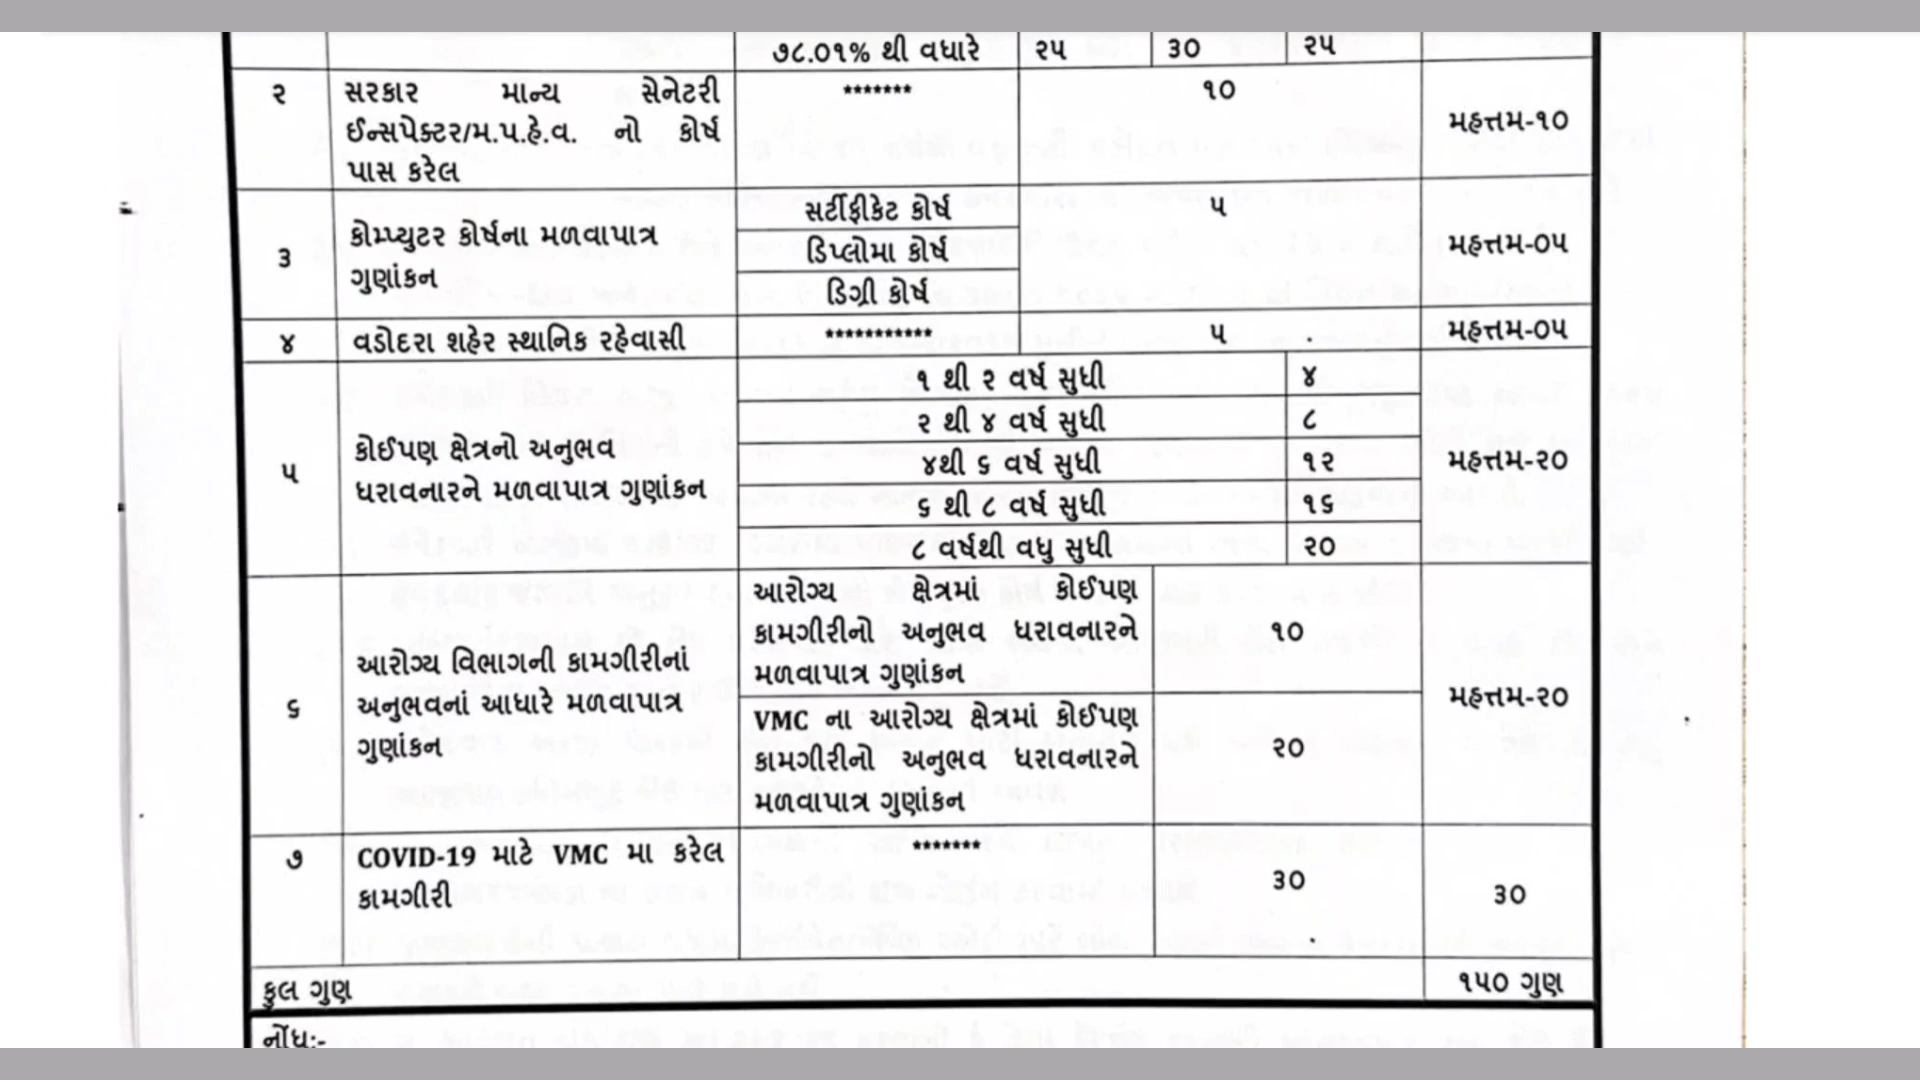 ૭૮.૦૧% થી વધારે ૨૫ ૩૦ ૨૫
૨ સરકાર માન્ય સેનેટરી ******* ૧૦
ઈન્સપેક્ટર/મ.પ.હે.વ. નો કોર્ષ મહત્તમ-૧૦
પાસ કરેલ
૩ કોમ્પ્યુટર કોર્ષના મળવાપાત્ર
ગુણાંકન
સર્ટીફીકેટ કોર્ષ ૫
ડિપ્લોમા કોર્ષ મહત્તમ-૦૫
ડિગ્રી કોર્ષ
૪ વડોદરા શહેર સ્થાનિક રહેવાસી *********** ૫ મહત્તમ-૦૫
૫ કોઈપણ ક્ષેત્રનો અનુભવ
ધરાવનારને મળવાપાત્ર ગુણાંકન
૧ થી ૨ વર્ષ સુધી ૪
૨ થી ૪ વર્ષ સુધી ૮
૪થી ૬ વર્ષ સુધી ૧૨ મહત્તમ-૨૦
૬ થી ૮ વર્ષ સુધી ૧૬
૮ વર્ષથી વધુ સુધી ૨૦
૬ આરોગ્ય વિભાગની કામગીરીનાં
અનુભવનાં આધારે મળવાપાત્ર
ગુણાંકન
આરોગ્ય ક્ષેત્રમાં કોઈપણ
કામગીરીનો અનુભવ ધરાવનારને ૧૦
મળવાપાત્ર ગુણાંકન
મહત્તમ-૨૦
VMC ના આરોગ્ય ક્ષેત્રમાં કોઈપણ
કામગીરીનો અનુભવ ધરાવનારને ૨૦
મળવાપાત્ર ગુણાંકન
૭ COVID-19 માટે VMC મા કરેલ *******
કામગીરી ૩૦ ૩૦
કુલ ગુણ ૧૫૦ ગુણ
નોંધ:-